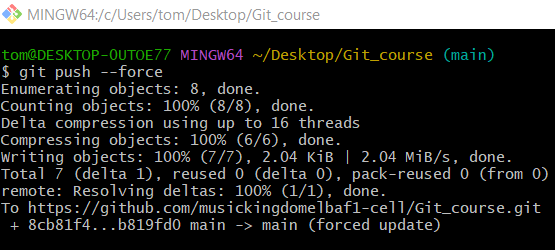 MINGW64:/c/Users/tom/Desktop/Git_course
tom@DESKTOP-OUTOE77 MINGW64 ~/Desktop/Git_course (main)
$ git push --force
Enumerating objects: 8, done.
Counting objects: 100% (8/8), done.
Delta compression using up to 16 threads
Compressing objects: 100% (6/6), done.
Writing objects: 100% (7/7), 2.04 KiB | 2.04 MiB/s, done.
Total 7 (delta 1), reused 0 (delta 0), pack-reused 0 (from 0)
remote: Resolving deltas: 100% (1/1), done.
To https://github.com/musickingdomelbaf1-cell/Git_course.git
 + 8cb81f4...b819fd0 main -> main (forced update)